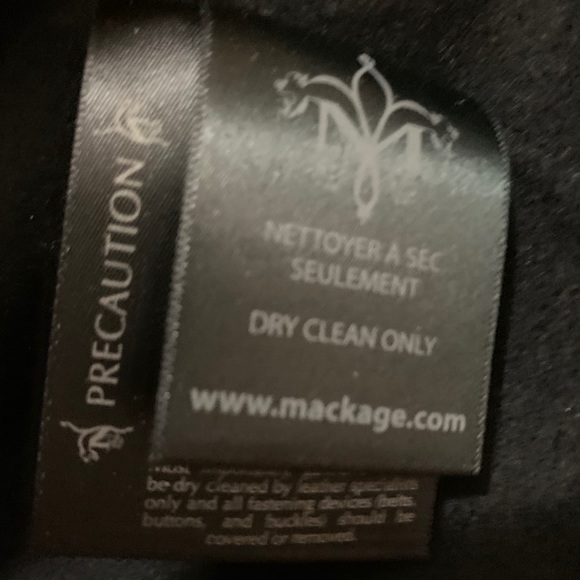 PRECAUTION
NETTOYER A SEC
SEULEMENT
DRY CLEAN ONLY
www.mackage.com
be dry cleaned by leather specialists
only and all fastening devices (belts,
buttons, and buckles) should be
covered or removed.